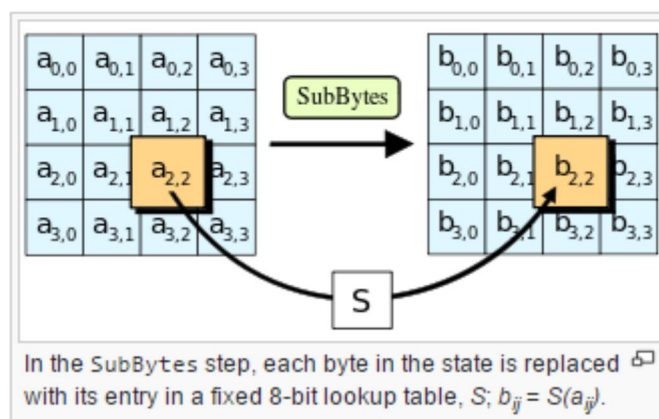 a0,0 a0,1 a0,2 a0,3 b0,0 b0,1 b0,2 b0,3
SubBytes
a1,0 a1,1 a1,2 a1,3 b1,0 b1,1 b1,2 b1,3
a2,0 a2,1 a2,2 a2,3 b2,0 b2,1 b2,2 b2,3
a3,0 a3,1 a3,2 a3,3 b3,0 b3,1 b3,2 b3,3
S
In the SubBytes step, each byte in the state is replaced
with its entry in a fixed 8-bit lookup table, S; bij = S(aij).